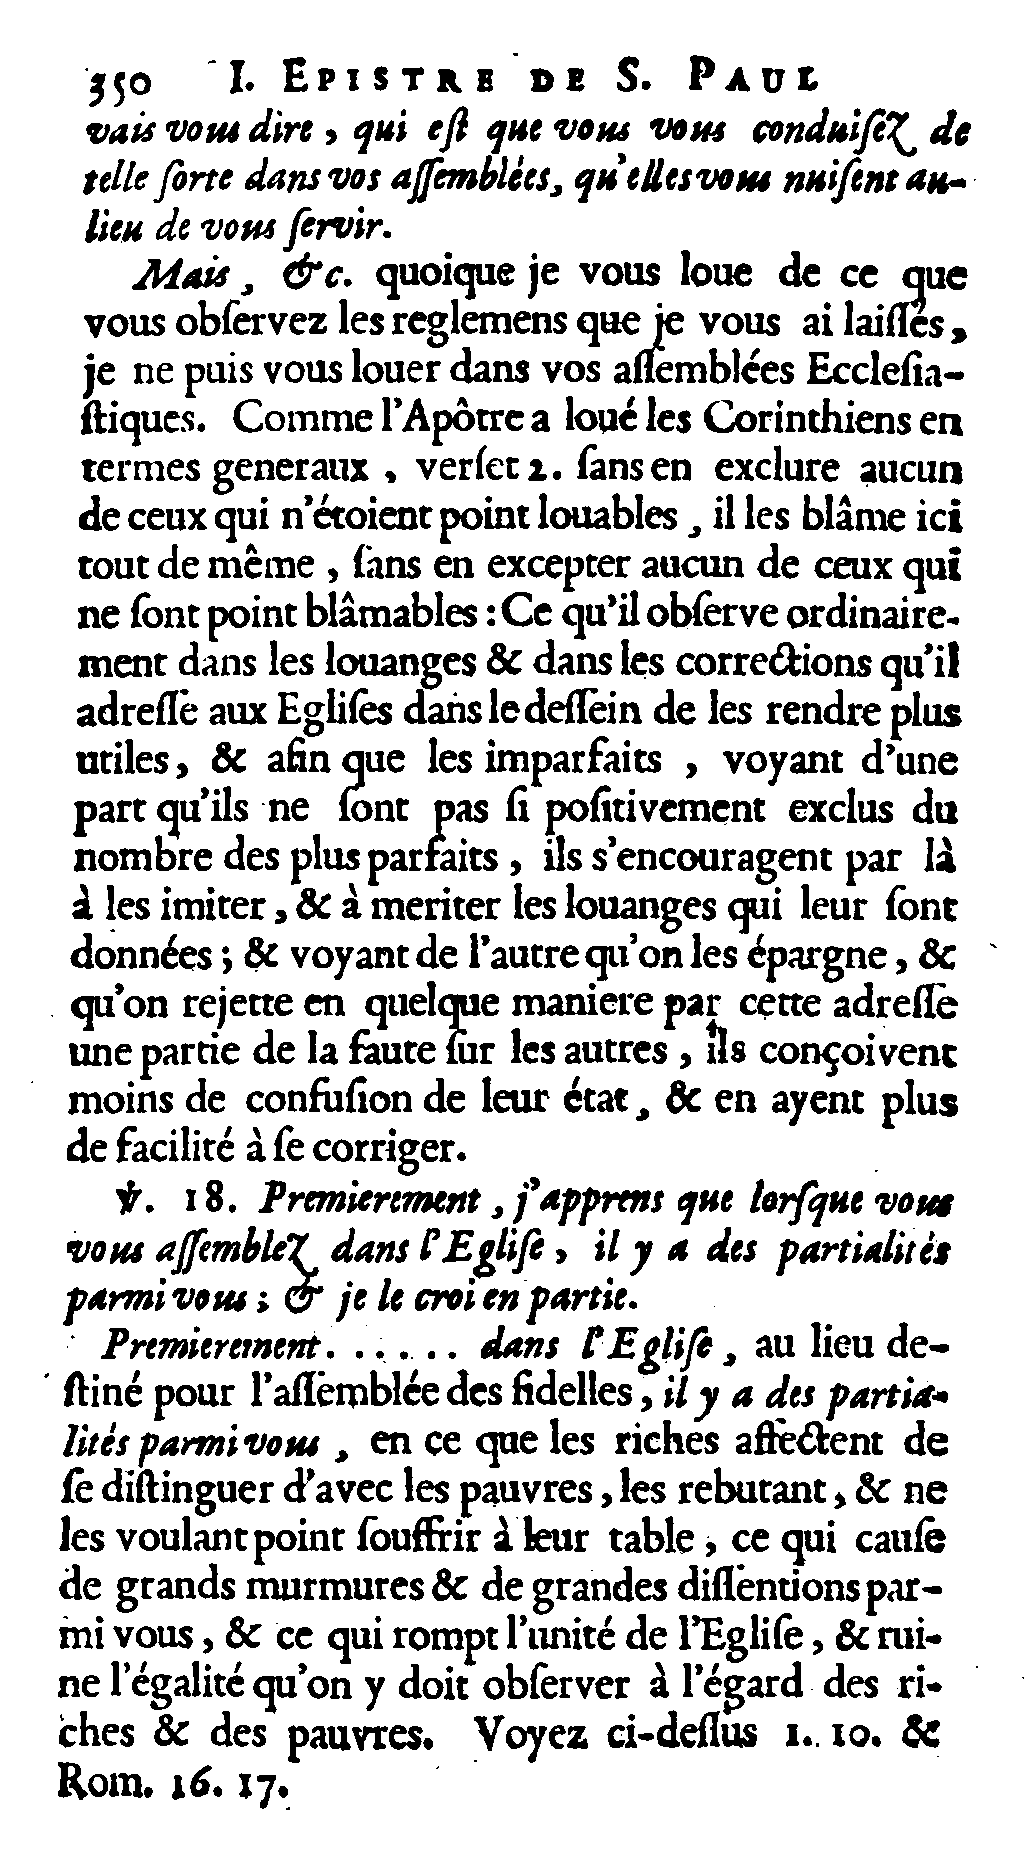 350 I. EPISTRE DE S. PAUL
vais vous dire, qui eſt que vous vous conduiſez de
telle ſorte dans vos aſſemblées, qu'elles vous nuiſent au-
lieu de vous ſervir.
Mais, &c. quoique je vous loue de ce que
vous obſervez les reglemens que je vous ai laiſſés,
je ne puis vous louer dans vos aſſemblées Eccleſia-
ſtiques. Comme l'Apôtre a loué les Corinthiens en
termes generaux, verſet 2. ſans en exclure aucun
de ceux qui n'étoient point louables, il les blâme ici
tout de même, ſans en excepter aucun de ceux qui
ne ſont point blâmables : Ce qu'il obſerve ordinaire-
ment dans les louanges & dans les corrections qu'il
adreſſe aux Egliſes dans le deſſein de les rendre plus
utiles, & afin que les imparfaits, voyant d'une
part qu'ils ne ſont pas ſi poſitivement exclus du
nombre des plus parfaits, ils s'encouragent par là
à les imiter, & à meriter les louanges qui leur ſont
données; & voyant de l'autre qu'on les épargne, &
qu'on rejette en quelque maniere par cette adreſſe
une partie de la faute ſur les autres, ils conçoivent
moins de confuſion de leur état, & en ayent plus
de facilité à ſe corriger.
℣. 18. Premierement, j'apprens que lorſque vous
vous aſſemblez dans l'Egliſe, il y a des partialités
parmi vous; & je le croi en partie.
Premierement. . . . . . dans l'Egliſe, au lieu de-
ſtiné pour l'aſſemblée des fidelles, il y a des partia-
lités parmi vous, en ce que les riches affectent de
ſe diſtinguer d'avec les pauvres, les rebutant, & ne
les voulant point ſouffrir à leur table, ce qui cauſe
de grands murmures & de grandes diſſentions par-
mi vous, & ce qui rompt l'unité de l'Egliſe, & rui-
ne l'égalité qu'on y doit obſerver à l'égard des ri-
ches & des pauvres. Voyez ci-deſſus 1. 10. &
Rom. 16. 17.